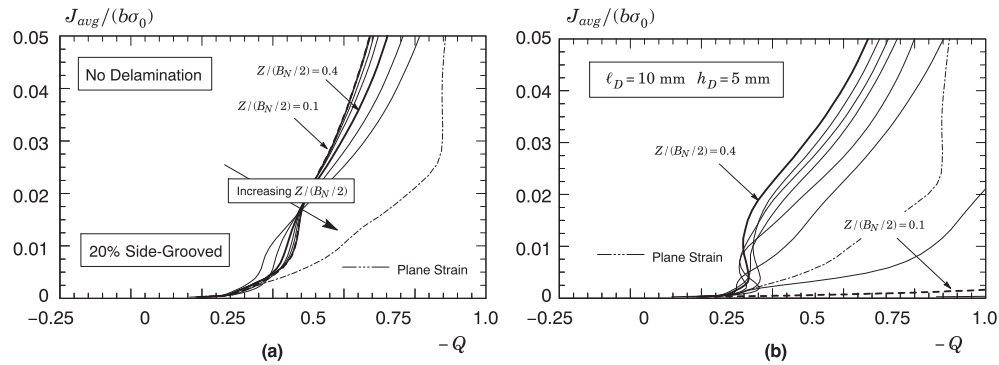 J_avg/(bσ_0)
0.05
0.04
0.03
0.02
0.01
0
No Delamination
Z/(B_N/2)=0.4
Z/(B_N/2)=0.1
Increasing Z/(B_N/2)
20% Side-Grooved
Plane Strain
−0.25 0 0.25 0.5 0.75 1.0
−Q
(a)
J_avg/(bσ_0)
0.05
0.04
0.03
0.02
0.01
0
ℓ_D=10 mm h_D=5 mm
Z/(B_N/2)=0.4
Z/(B_N/2)=0.1
Plane Strain
−0.25 0 0.25 0.5 0.75 1.0
−Q
(b)